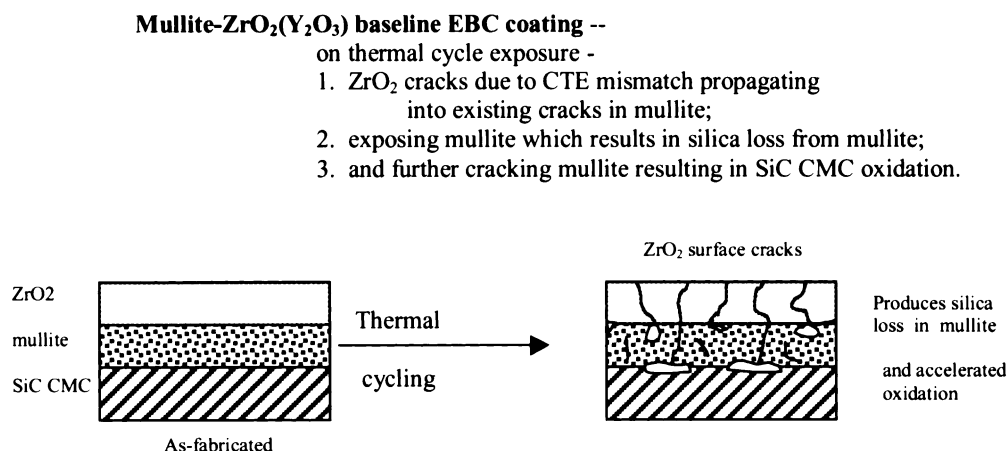 Mullite-ZrO₂(Y₂O₃) baseline EBC coating --
on thermal cycle exposure -
1. ZrO₂ cracks due to CTE mismatch propagating
into existing cracks in mullite;
2. exposing mullite which results in silica loss from mullite;
3. and further cracking mullite resulting in SiC CMC oxidation.
ZrO₂ surface cracks
ZrO2
mullite
SiC CMC
As-fabricated
Thermal
cycling
Produces silica
loss in mullite
and accelerated
oxidation